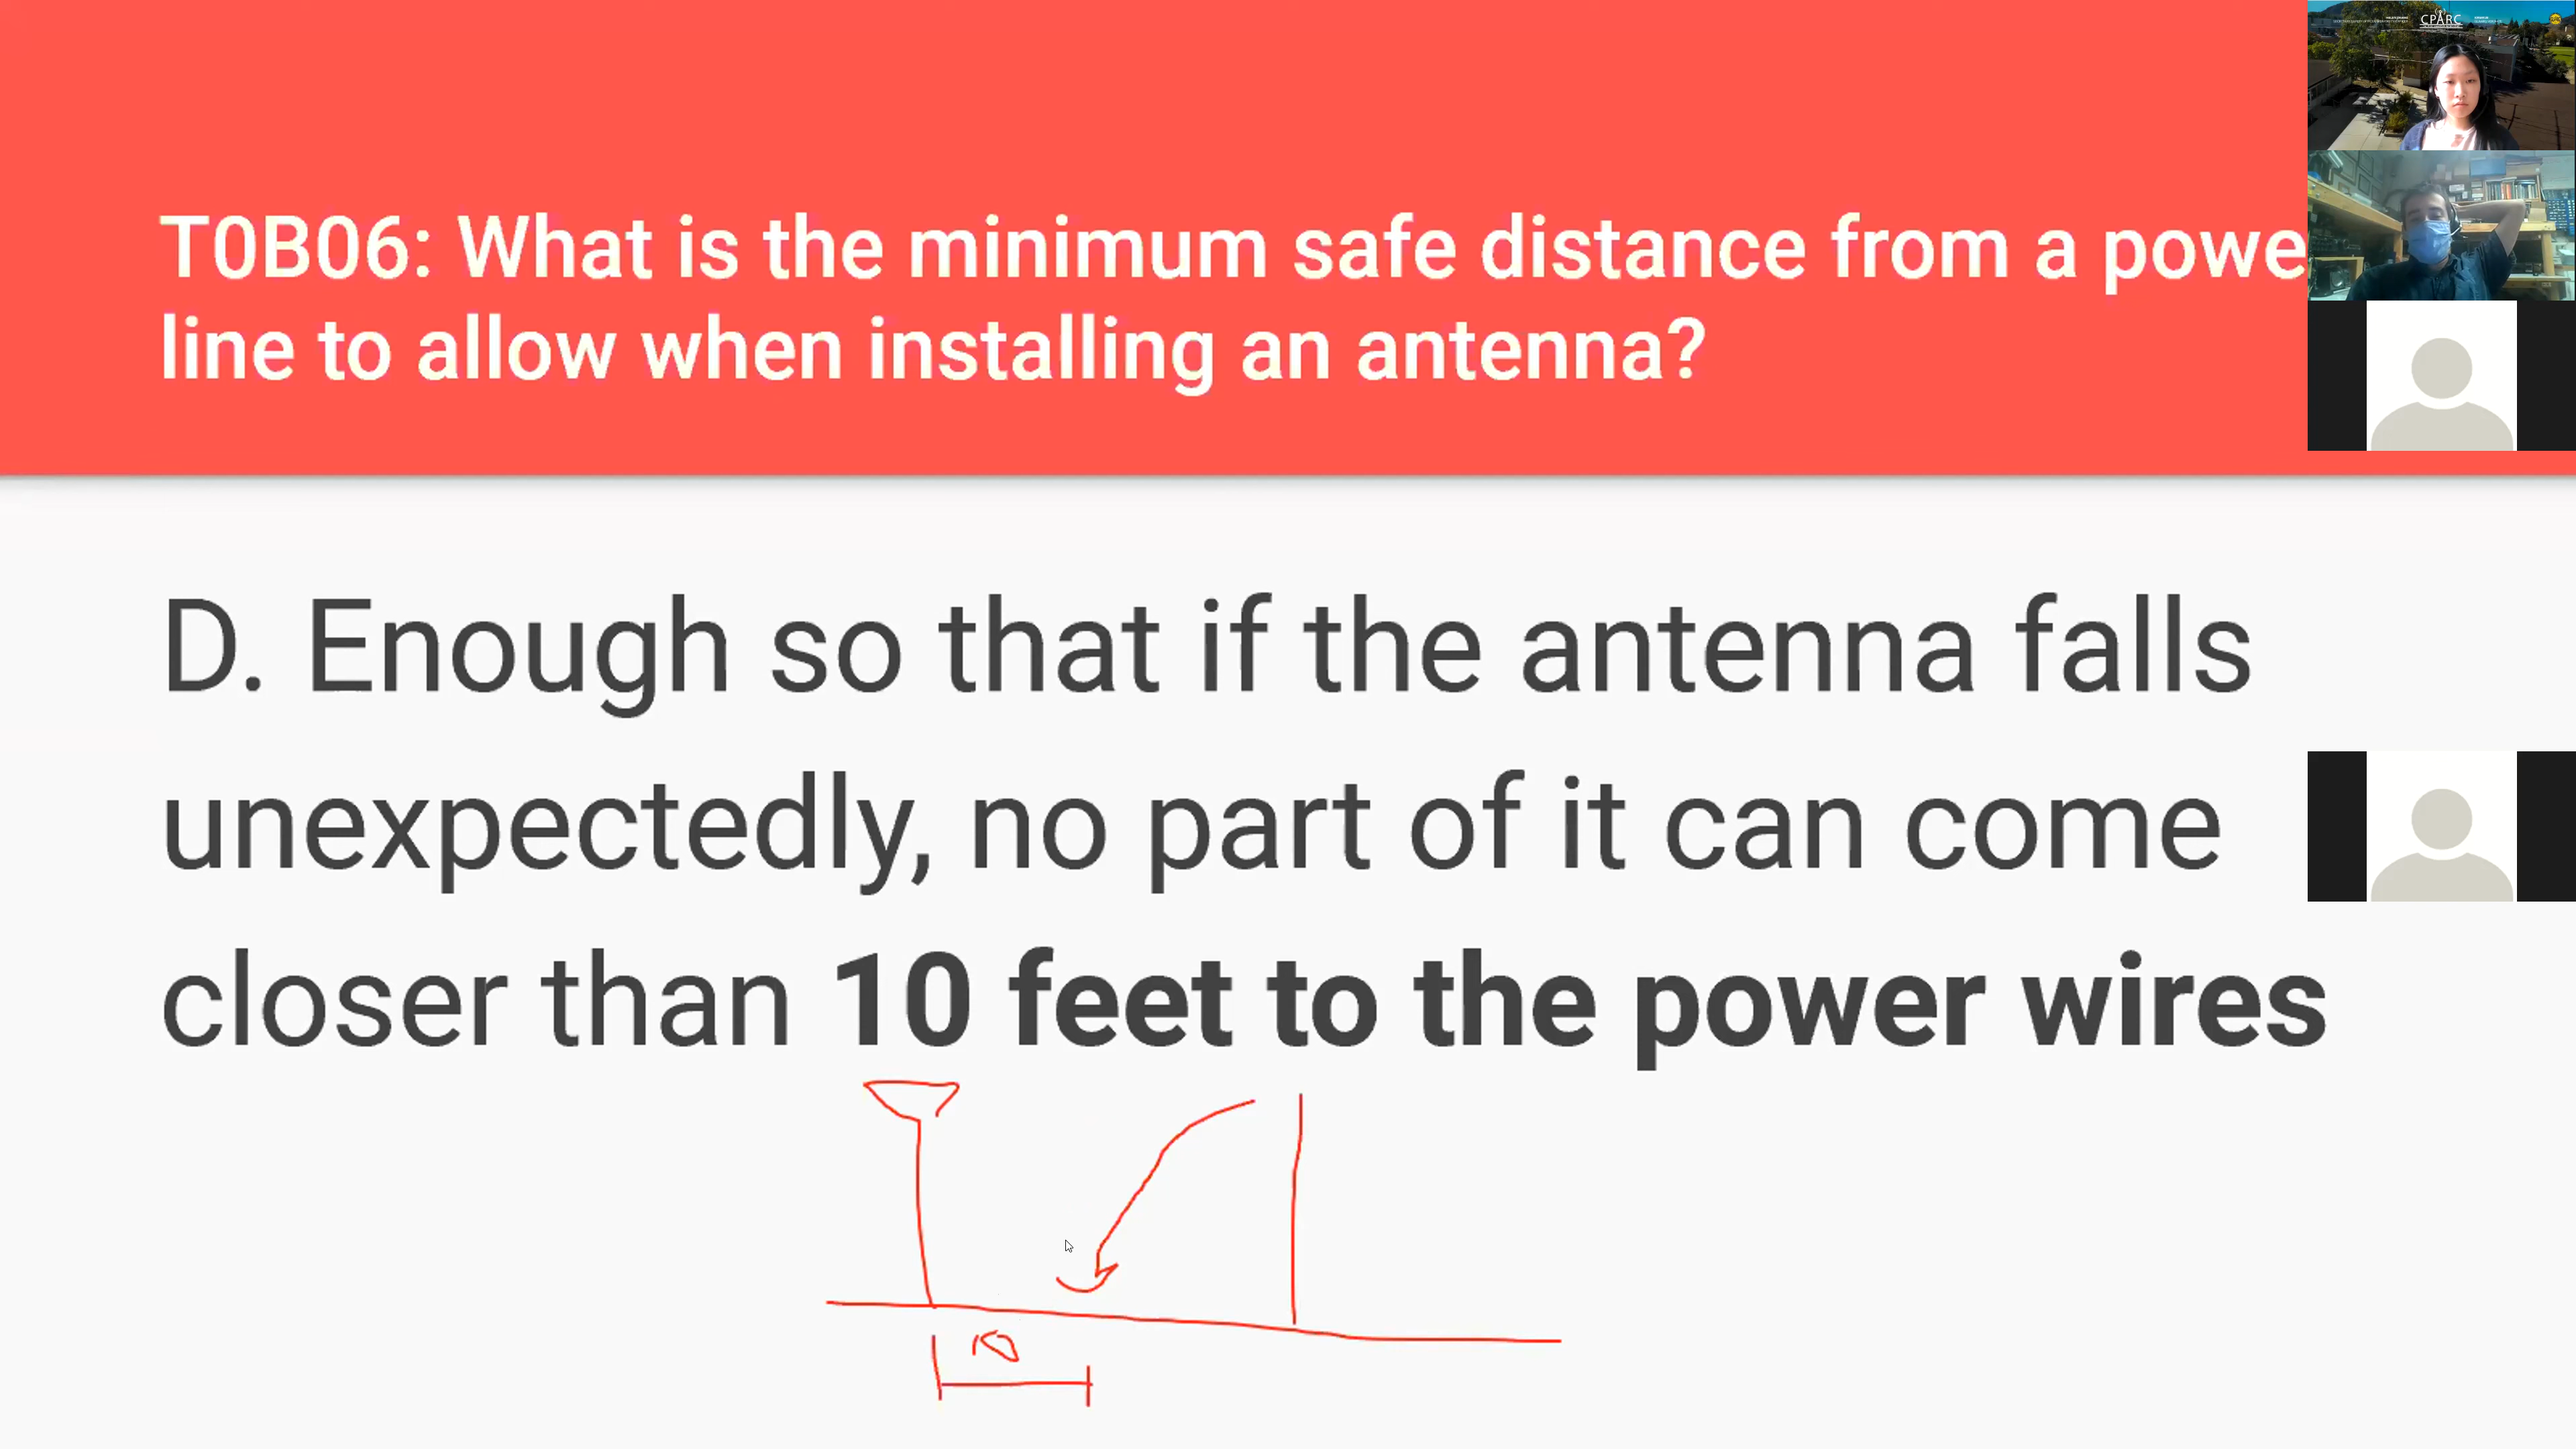 T0B06: What is the minimum safe distance from a powe
line to allow when installing an antenna?
D. Enough so that if the antenna falls
unexpectedly, no part of it can come
closer than 10 feet to the power wires
10
CPARC